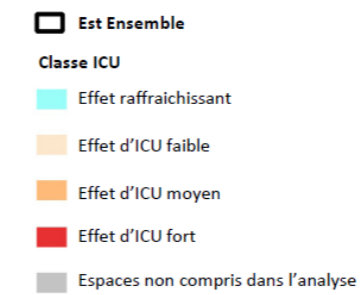 Est Ensemble
Classe ICU
Effet raffraichissant
Effet d'ICU faible
Effet d'ICU moyen
Effet d'ICU fort
Espaces non compris dans l'analyse